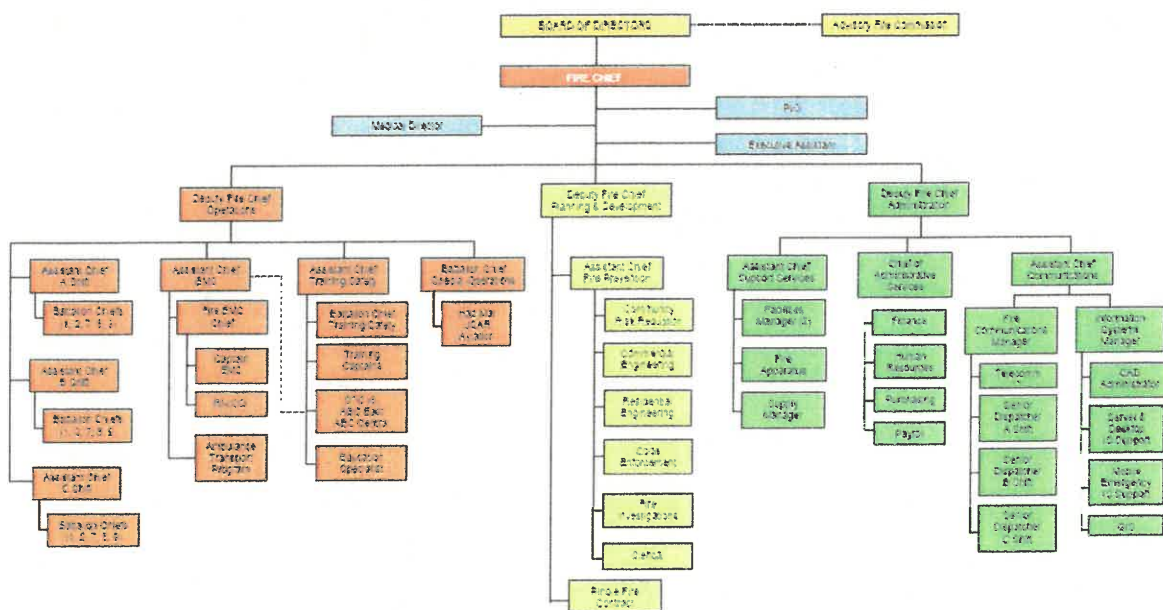 BOARD OF DIRECTORS
Advisory Fire Commission
FIRE CHIEF
PIO
Medical Director
Executive Assistant
Deputy Fire Chief
Operations
Deputy Fire Chief
Planning & Development
Deputy Fire Chief
Administration
Assistant Chief
A Shift
Battalion Chiefs
Assistant Chief
B Shift
Battalion Chiefs
Assistant Chief
C Shift
Battalion Chiefs
Assistant Chief
EMS
Fire EMS
Chief
Captain
EMS
Ambulance
Transport
Program
Assistant Chief
Training Safety
Battalion Chief
Training Safety
Training
Captains
Education
Specialist
Battalion Chief
Special Operations
Haz Mat
USAR
Aviation
Assistant Chief
Fire Prevention
Community
Risk Reduction
Commercial
Engineering
Residential
Engineering
Code
Enforcement
Fire
Investigations
Fire
Contract
Assistant Chief
Support Services
Facilities
Manager
Fire
Apparatus
Supply
Manager
Chief of
Administrative
Services
Finance
Human
Resources
Purchasing
Payroll
Assistant Chief
Communications
Fire
Communications
Manager
Telecomm
Senior
Dispatcher
A Shift
Senior
Dispatcher
B Shift
Senior
Dispatcher
C Shift
Information
Systems
Manager
CAD
Administrator
Server &
Desktop
IS Support
Mobile
Emergency
IS Support
GIS